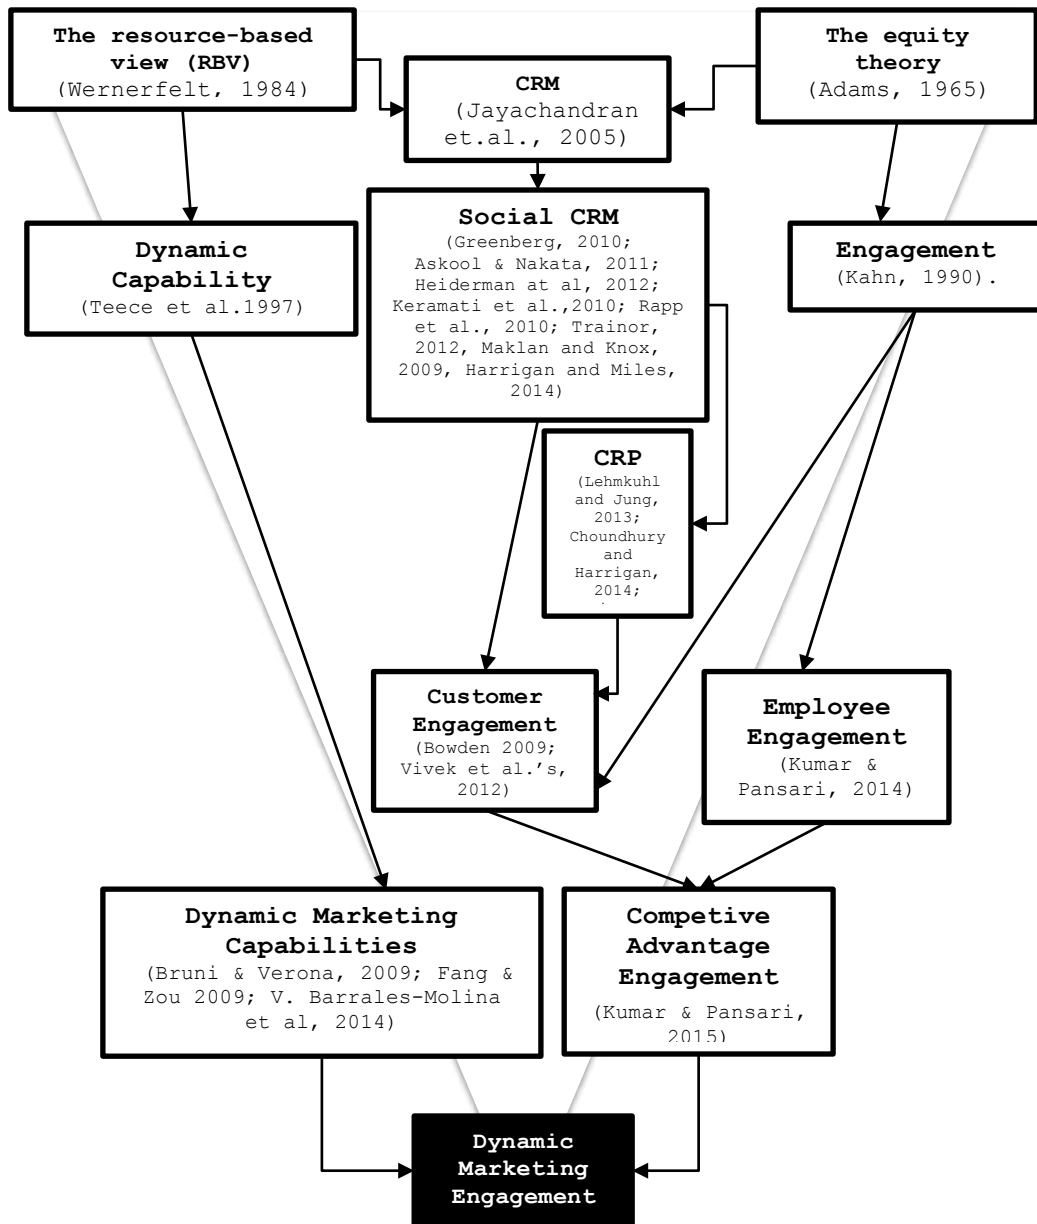 The resource-based
view (RBV)
(Wernerfelt, 1984)
The equity
theory
(Adams, 1965)
CRM
(Jayachandran
et.al., 2005)
Social CRM
(Greenberg, 2010;
Askool & Nakata, 2011;
Heiderman at al, 2012;
Keramati et al.,2010; Rapp
et al., 2010; Trainor,
2012, Maklan and Knox,
2009, Harrigan and Miles,
2014)
Dynamic
Capability
(Teece et al.1997)
Engagement
(Kahn, 1990).
CRP
(Lehmkuhl
and Jung,
2013;
Choundhury
and
Harrigan,
2014;
Customer
Engagement
(Bowden 2009;
Vivek et al.’s,
2012)
Employee
Engagement
(Kumar &
Pansari, 2014)
Dynamic Marketing
Capabilities
(Bruni & Verona, 2009; Fang &
Zou 2009; V. Barrales-Molina
et al, 2014)
Competive
Advantage
Engagement
(Kumar & Pansari,
2015)
Dynamic
Marketing
Engagement